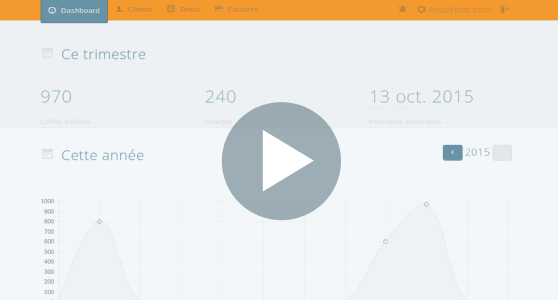 Dashboard Clients Devis Factures test@test.com
Ce trimestre
970 240 13 oct. 2015
Chiffre d'affaire Charges Prochaine déclaration
Cette année
2015
1000
900
800
700
600
500
400
300
200
100